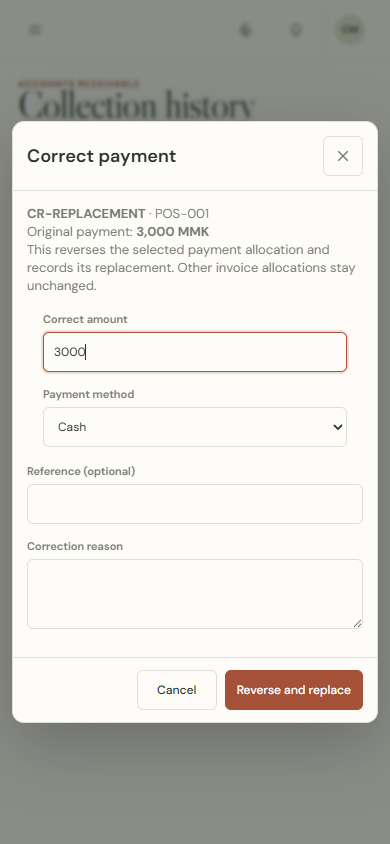 CM
ACCOUNTS RECEIVABLE
Collection history
Correct payment
CR-REPLACEMENT · POS-001
Original payment: 3,000 MMK
This reverses the selected payment allocation and
records its replacement. Other invoice allocations stay
unchanged.
Correct amount
3000
Payment method
Cash
Reference (optional)
Correction reason
Cancel
Reverse and replace